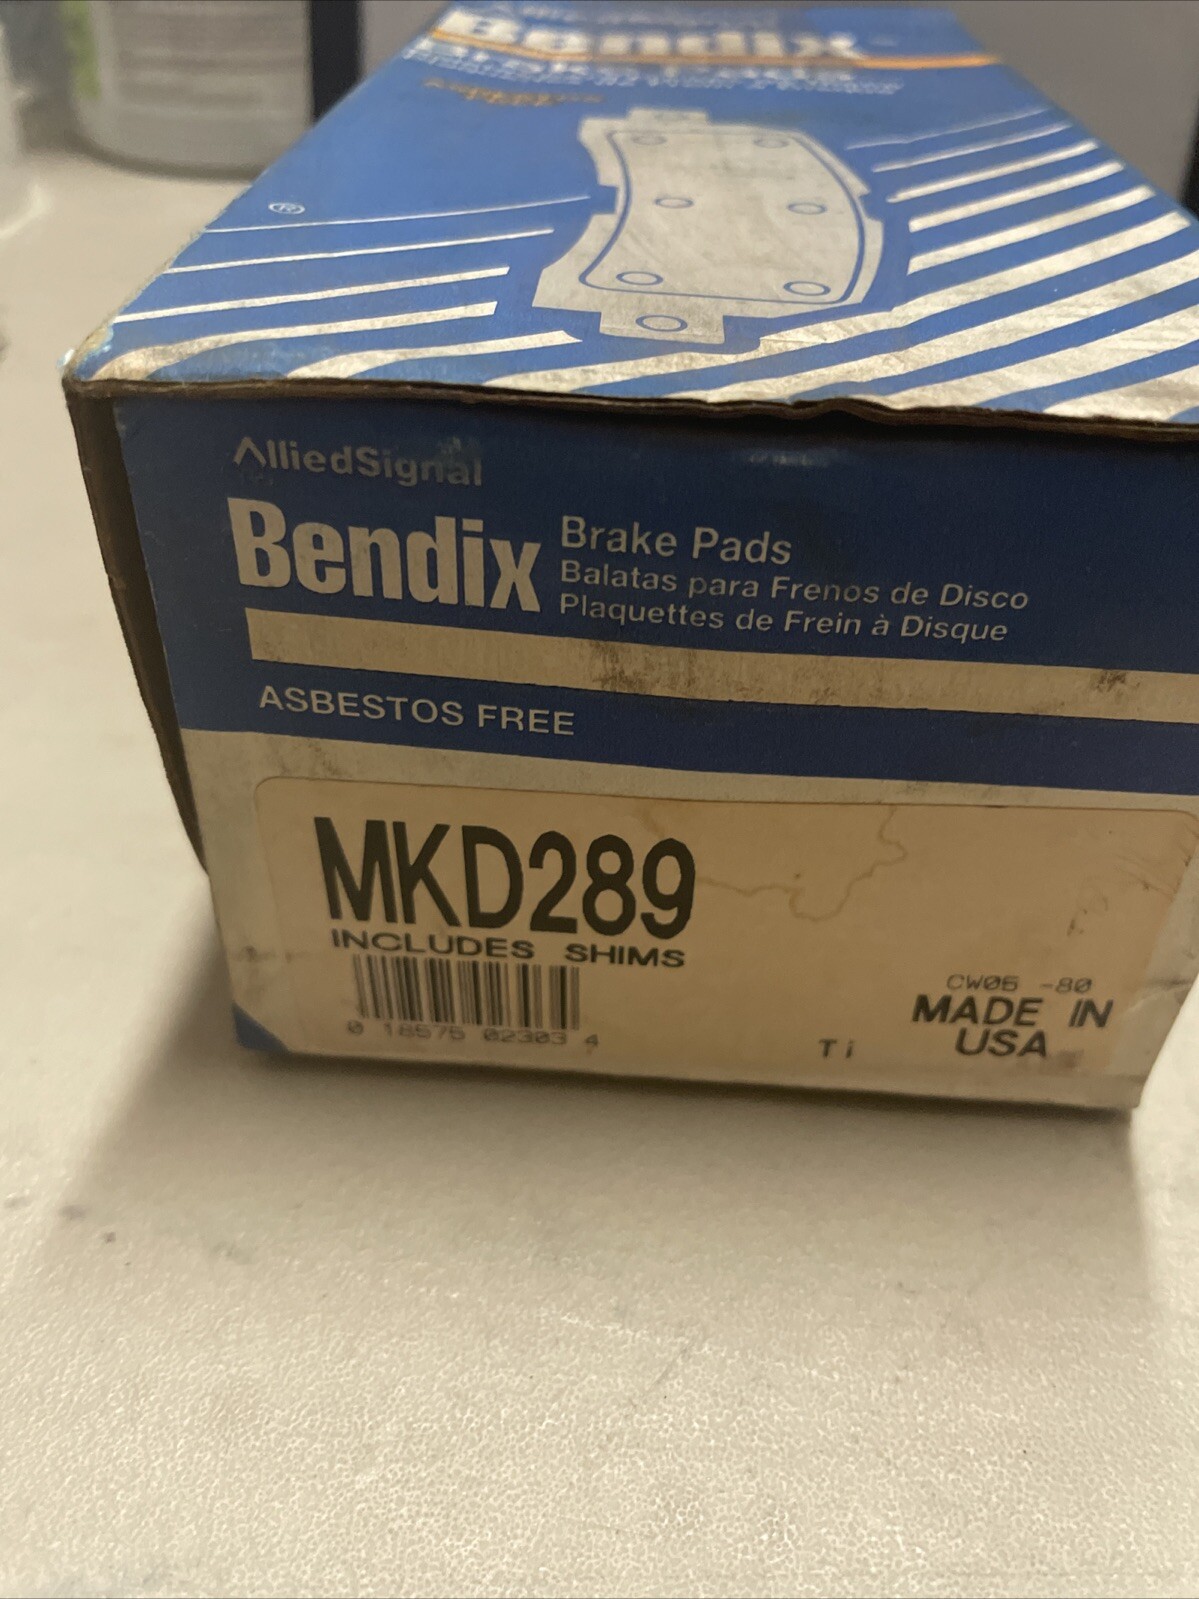 Bendix
®
AlliedSignal
Bendix
Brake Pads
Balatas para Frenos de Disco
Plaquettes de Frein à Disque
ASBESTOS FREE
MKD289
INCLUDES SHIMS
0 18575 02303 4
CW05 -80
MADE IN
USA
Ti